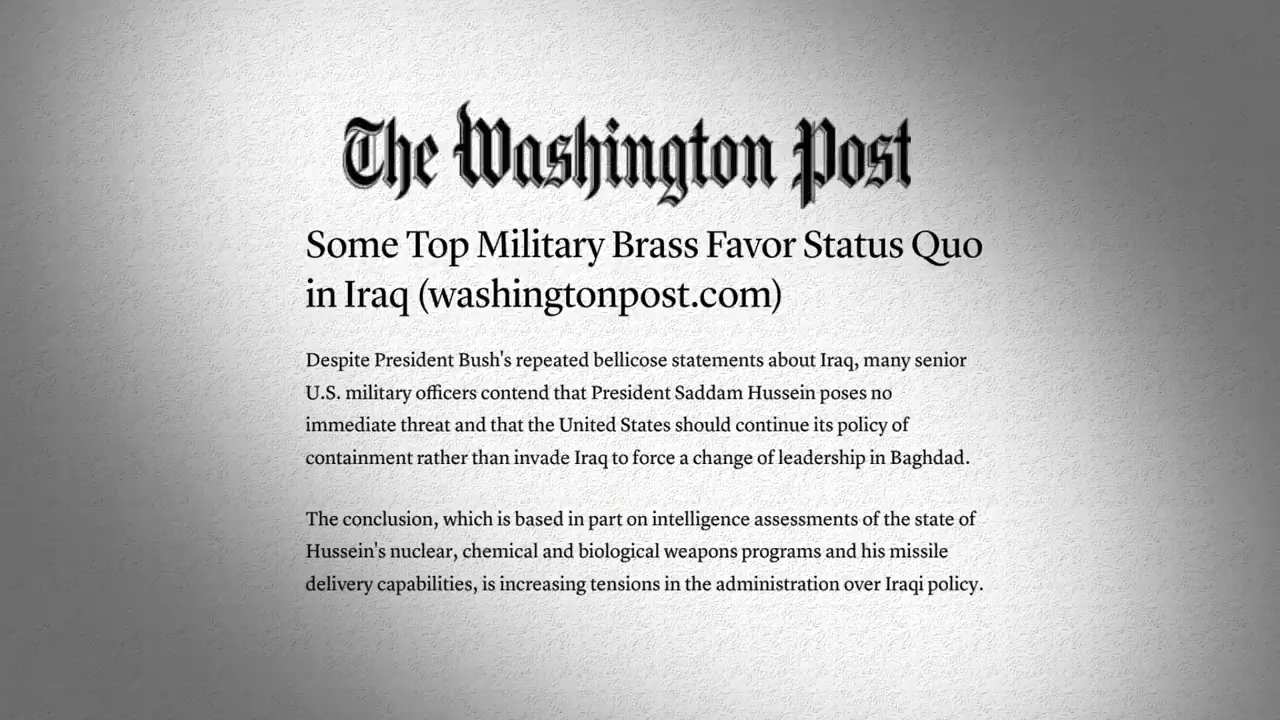 The Washington Post
Some Top Military Brass Favor Status Quo
in Iraq (washingtonpost.com)
Despite President Bush's repeated bellicose statements about Iraq, many senior
U.S. military officers contend that President Saddam Hussein poses no
immediate threat and that the United States should continue its policy of
containment rather than invade Iraq to force a change of leadership in Baghdad.
The conclusion, which is based in part on intelligence assessments of the state of
Hussein's nuclear, chemical and biological weapons programs and his missile
delivery capabilities, is increasing tensions in the administration over Iraqi policy.